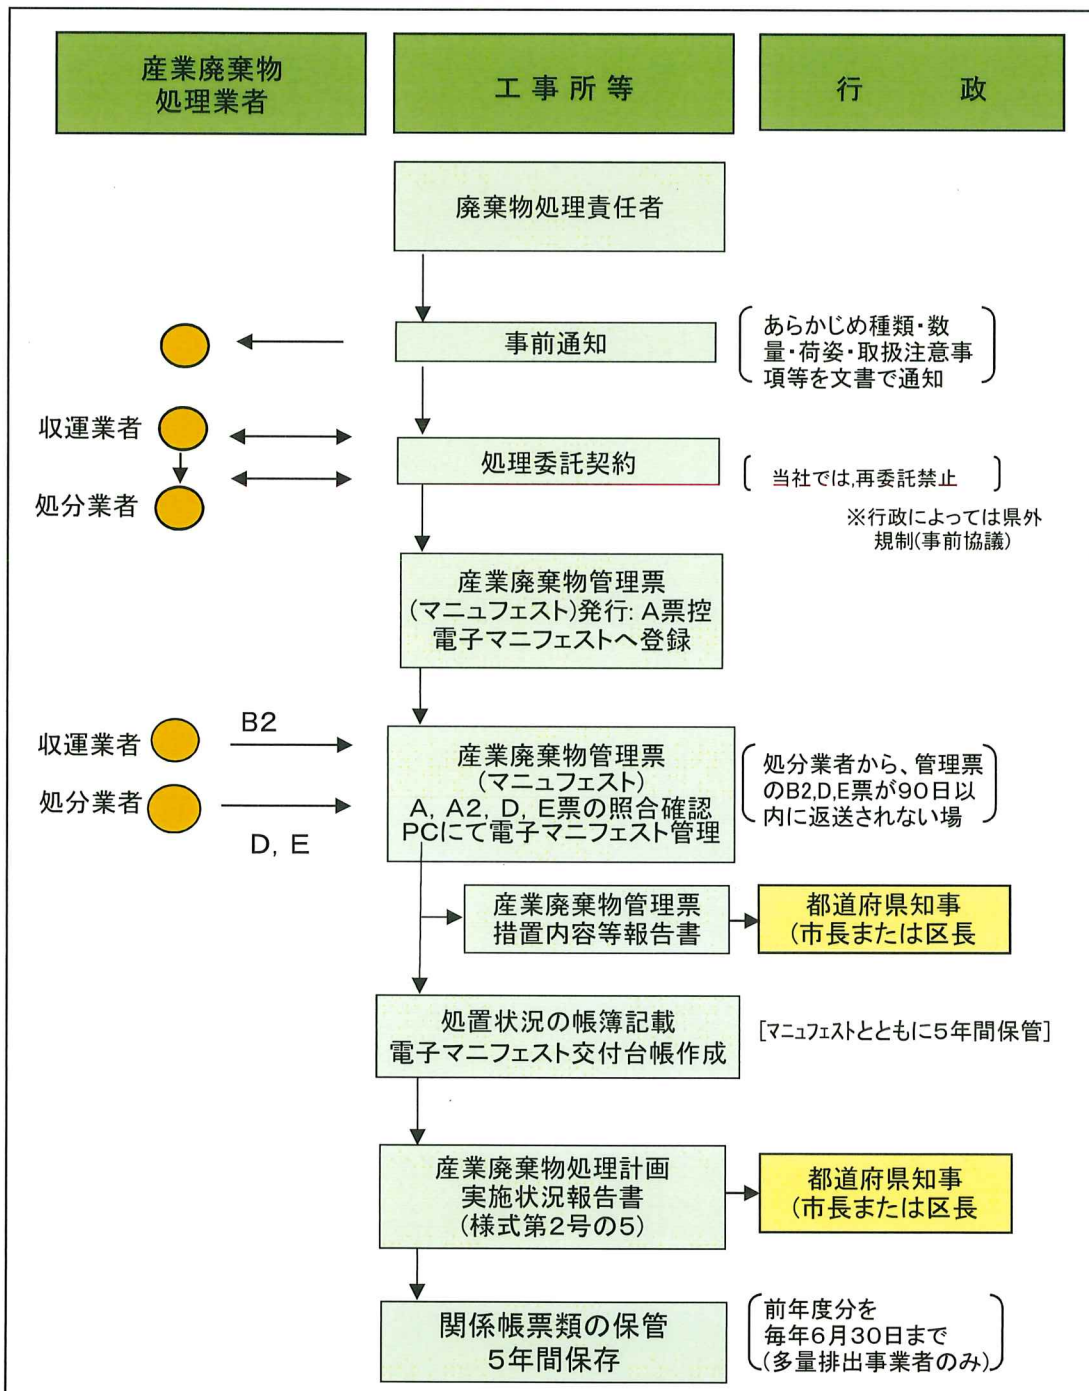 産業廃棄物
処理業者
工事所等
行　政
廃棄物処理責任者
事前通知
あらかじめ種類・数
量・荷姿・取扱注意事
項等を文書で通知
収運業者
処分業者
処理委託契約
当社では,再委託禁止
※行政によっては県外
規制(事前協議)
産業廃棄物管理票
(マニュフェスト)発行: A票控
電子マニフェストへ登録
収運業者
B2
処分業者
D, E
産業廃棄物管理票
(マニュフェスト)
A, A2, D, E票の照合確認
PCにて電子マニフェスト管理
処分業者から、管理票
のB2,D,E票が90日以
内に返送されない場
産業廃棄物管理票
措置内容等報告書
都道府県知事
(市長または区長
処置状況の帳簿記載
電子マニフェスト交付台帳作成
[マニュフェストとともに5年間保管]
産業廃棄物処理計画
実施状況報告書
(様式第2号の5)
都道府県知事
(市長または区長
関係帳票類の保管
5年間保存
前年度分を
毎年6月30日まで
(多量排出事業者のみ)